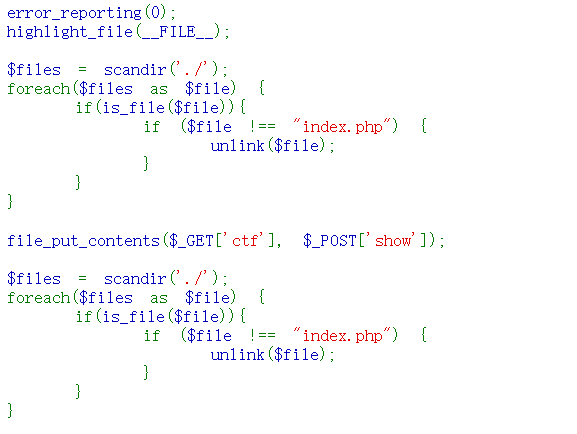 error_reporting(0);
highlight_file(__FILE__);
$files = scandir('./');
foreach($files as $file) {
if(is_file($file)){
if ($file !== "index.php") {
unlink($file);
}
}
}
file_put_contents($_GET['ctf'], $_POST['show']);
$files = scandir('./');
foreach($files as $file) {
if(is_file($file)){
if ($file !== "index.php") {
unlink($file);
}
}
}